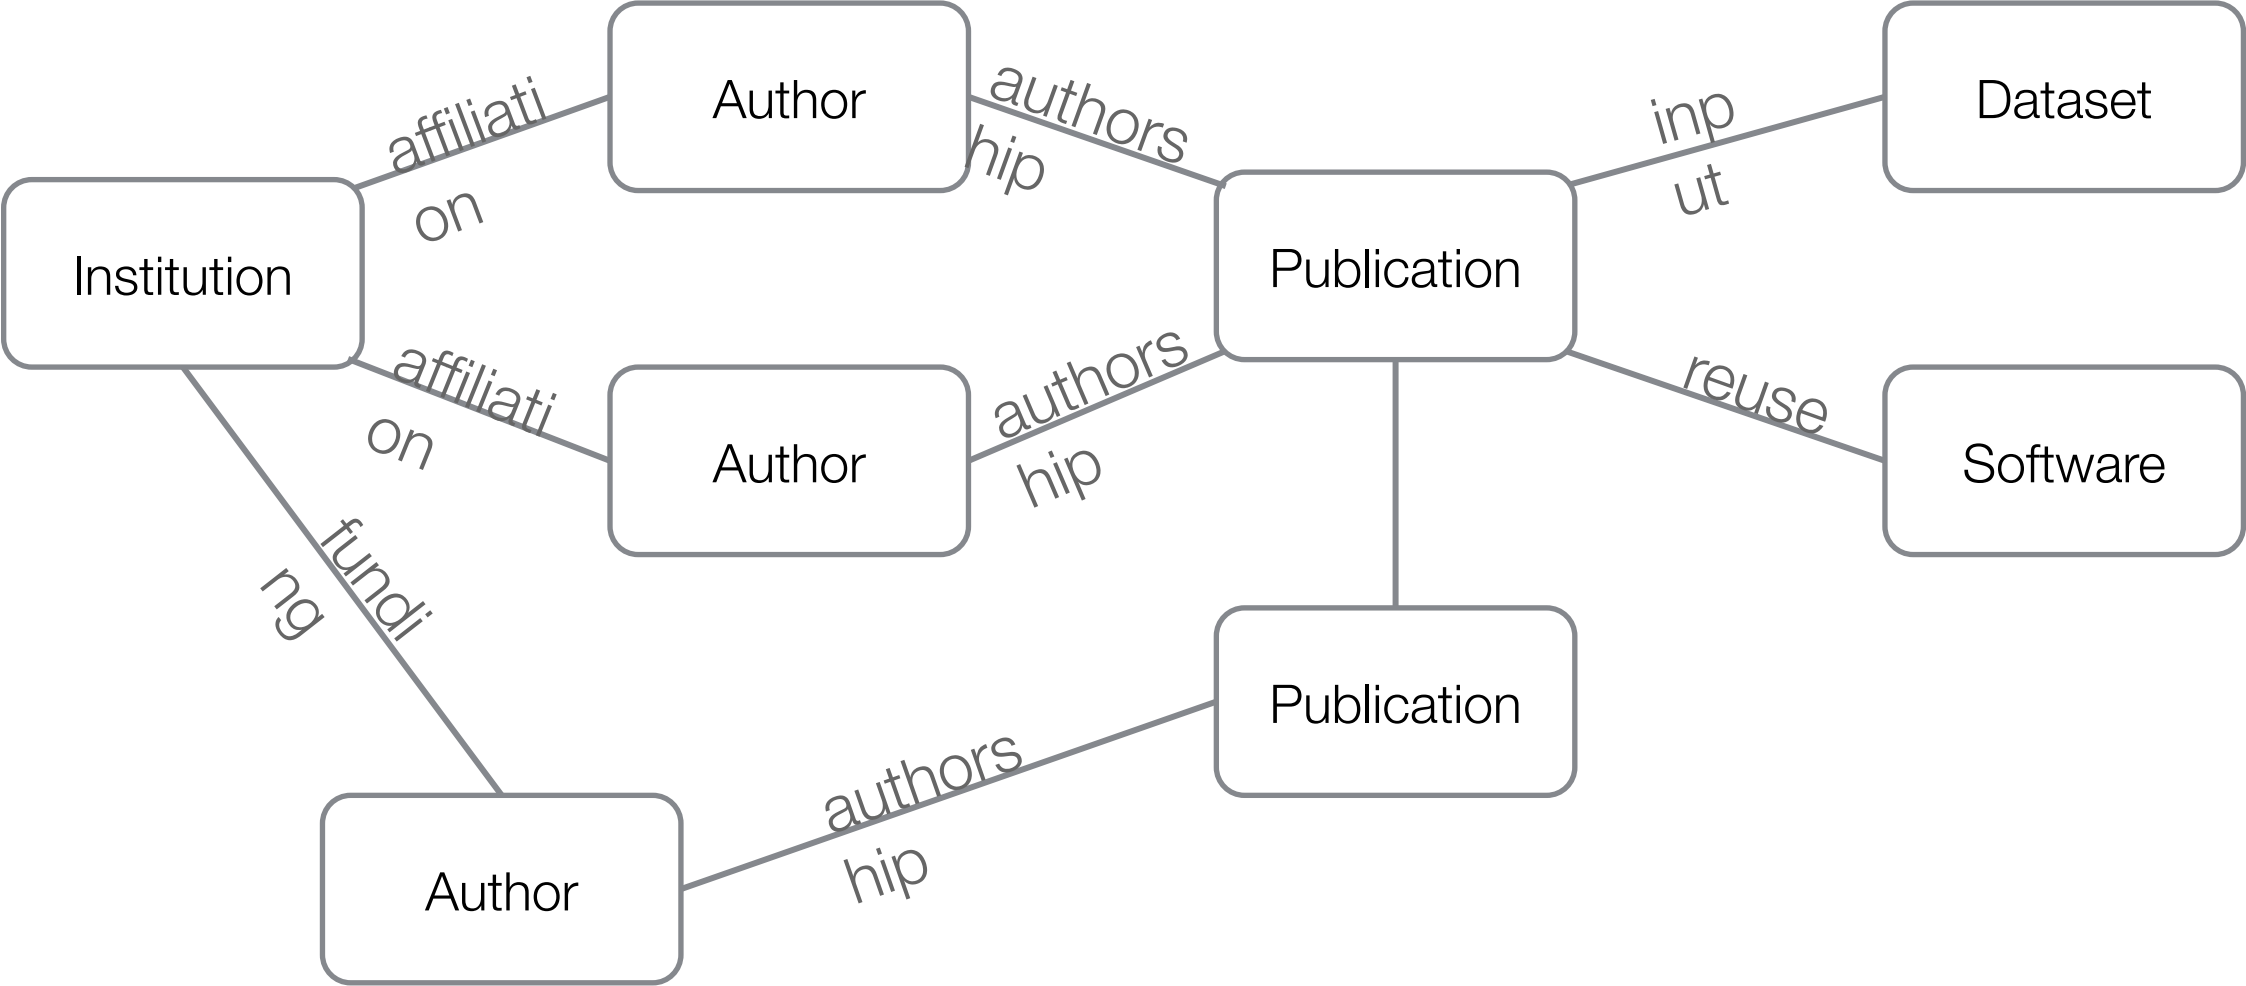 Author
Dataset
affiliati
on
authors
hip
inp
ut
Institution
Publication
affiliati
on
authors
hip
reuse
Author
Software
fundi
ng
Publication
authors
hip
Author